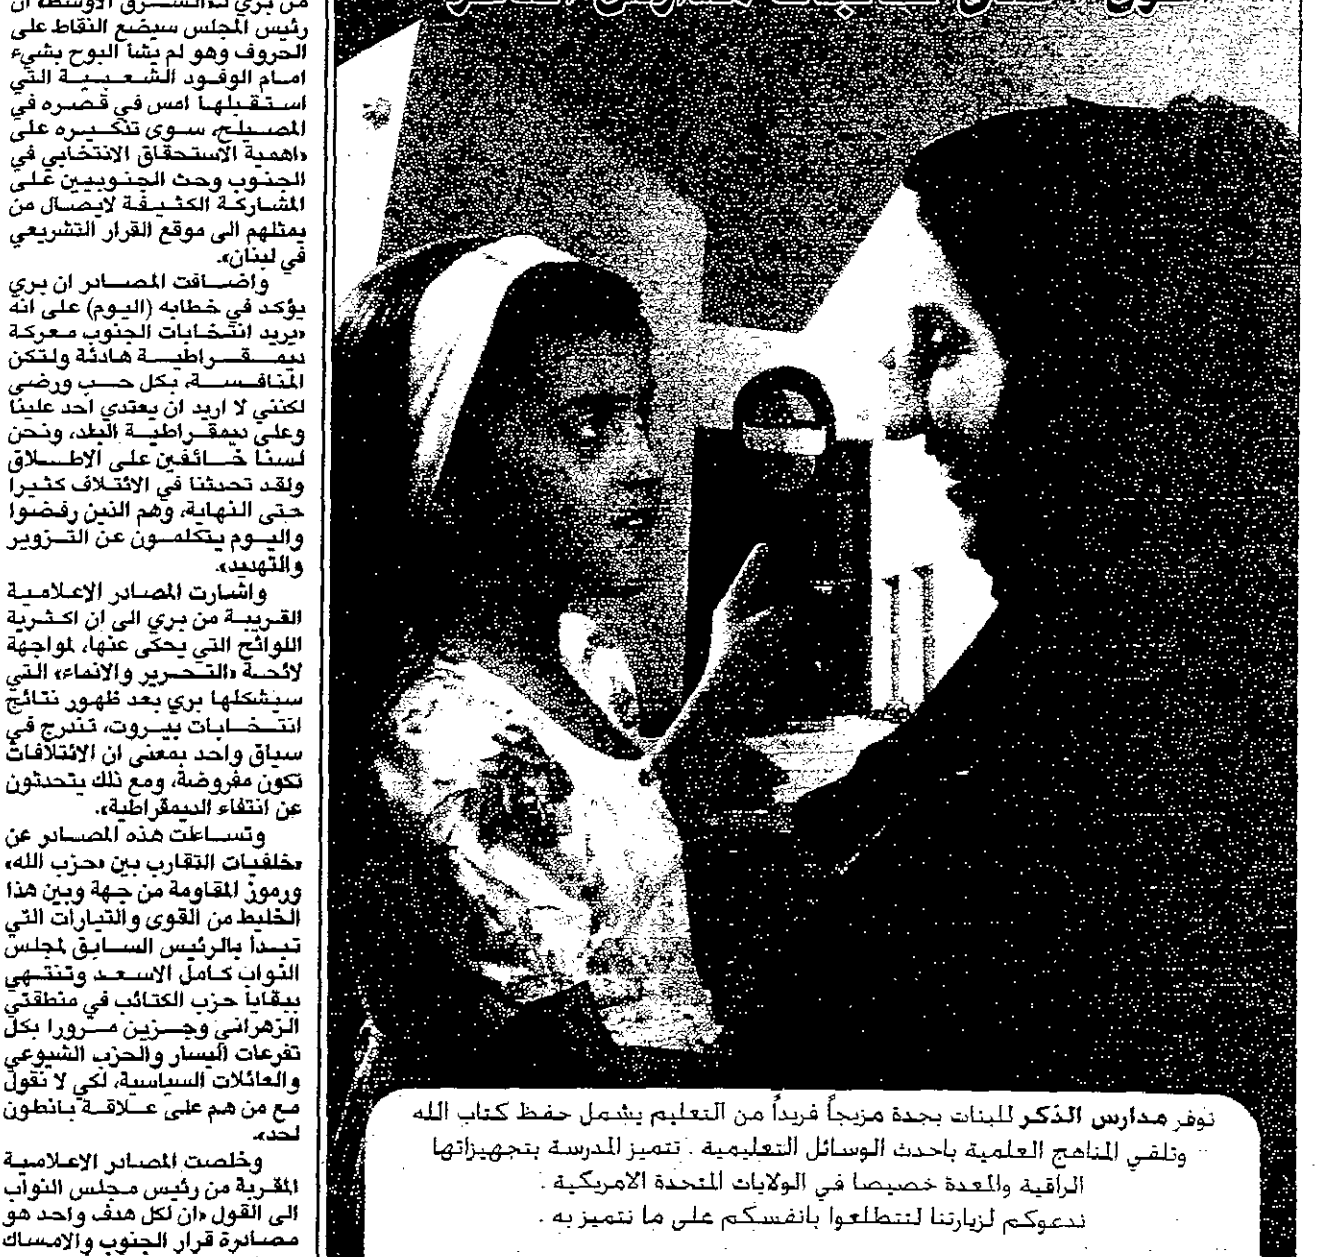 رئيس المجلس سيضع النقاط على
الحروف وهو لم يشأ البوح بشيء
امام الوفود الشعبية التي
استقبلها امس في قصره في
المصيلح، سوى تذكيره على
«اهمية الاستحقاق الانتخابي في
الجنوب وحث الجنوبيين على
المشاركة الكثيفة لايصال من
يمثلهم الى موقع القرار التشريعي
في لبنان».
واضافت المصادر ان بري
يؤكد في خطابه (اليوم) على انه
«يريد انتخابات الجنوب معركة
ديمقراطية هادئة ولتكن
المنافسة، بكل حب ورضى
لكنني لا اريد ان يعتدي احد علينا
وعلى ديمقراطية البلد، ونحن
لسنا خائفين على الاطلاق
ولقد تحدثنا في الائتلاف كثيرا
حتى النهاية، وهم الذين رفضوا
واليوم يتكلمون عن التزوير
والتهديد».
واشارت المصادر الاعلامية
القريبة من بري الى ان اكثرية
اللوائح التي يحكى عنها، لمواجهة
لائحة «التحرير والانماء» التي
سيشكلها بري بعد ظهور نتائج
انتخابات بيروت، تندرج في
سياق واحد بمعنى ان الائتلافات
تكون مفروضة، ومع ذلك يتحدثون
عن انتفاء الديمقراطية».
وتساءلت هذه المصادر عن
«خلفيات التقارب بين «حزب الله»
ورموز المقاومة من جهة وبين هذا
الخليط من القوى والتيارات التي
تبدأ بالرئيس السابق لمجلس
النواب كامل الاسعد وتنتهي
ببقايا حزب الكتائب في منطقتي
الزهراني وجزين مرورا بكل
تفرعات اليسار والحزب الشيوعي
والعائلات السياسية، لكي لا نقول
مع من هم على علاقة بانطون
لحد».
وخلصت المصادر الاعلامية
المقربة من رئيس مجلس النواب
الى القول «ان لكل هدف واحد هو
مصادرة قرار الجنوب والامساك
توفر مدارس الذكر للبنات بجدة مزيجاً فريداً من التعليم يشمل حفظ كتاب الله
وتلقي المناهج العلمية باحدث الوسائل التعليمية . تتميز المدرسة بتجهيزاتها
الراقية والمعدة خصيصا في الولايات المتحدة الامريكية .
ندعوكم لزيارتنا لتتطلعوا بانفسكم على ما نتميز به .